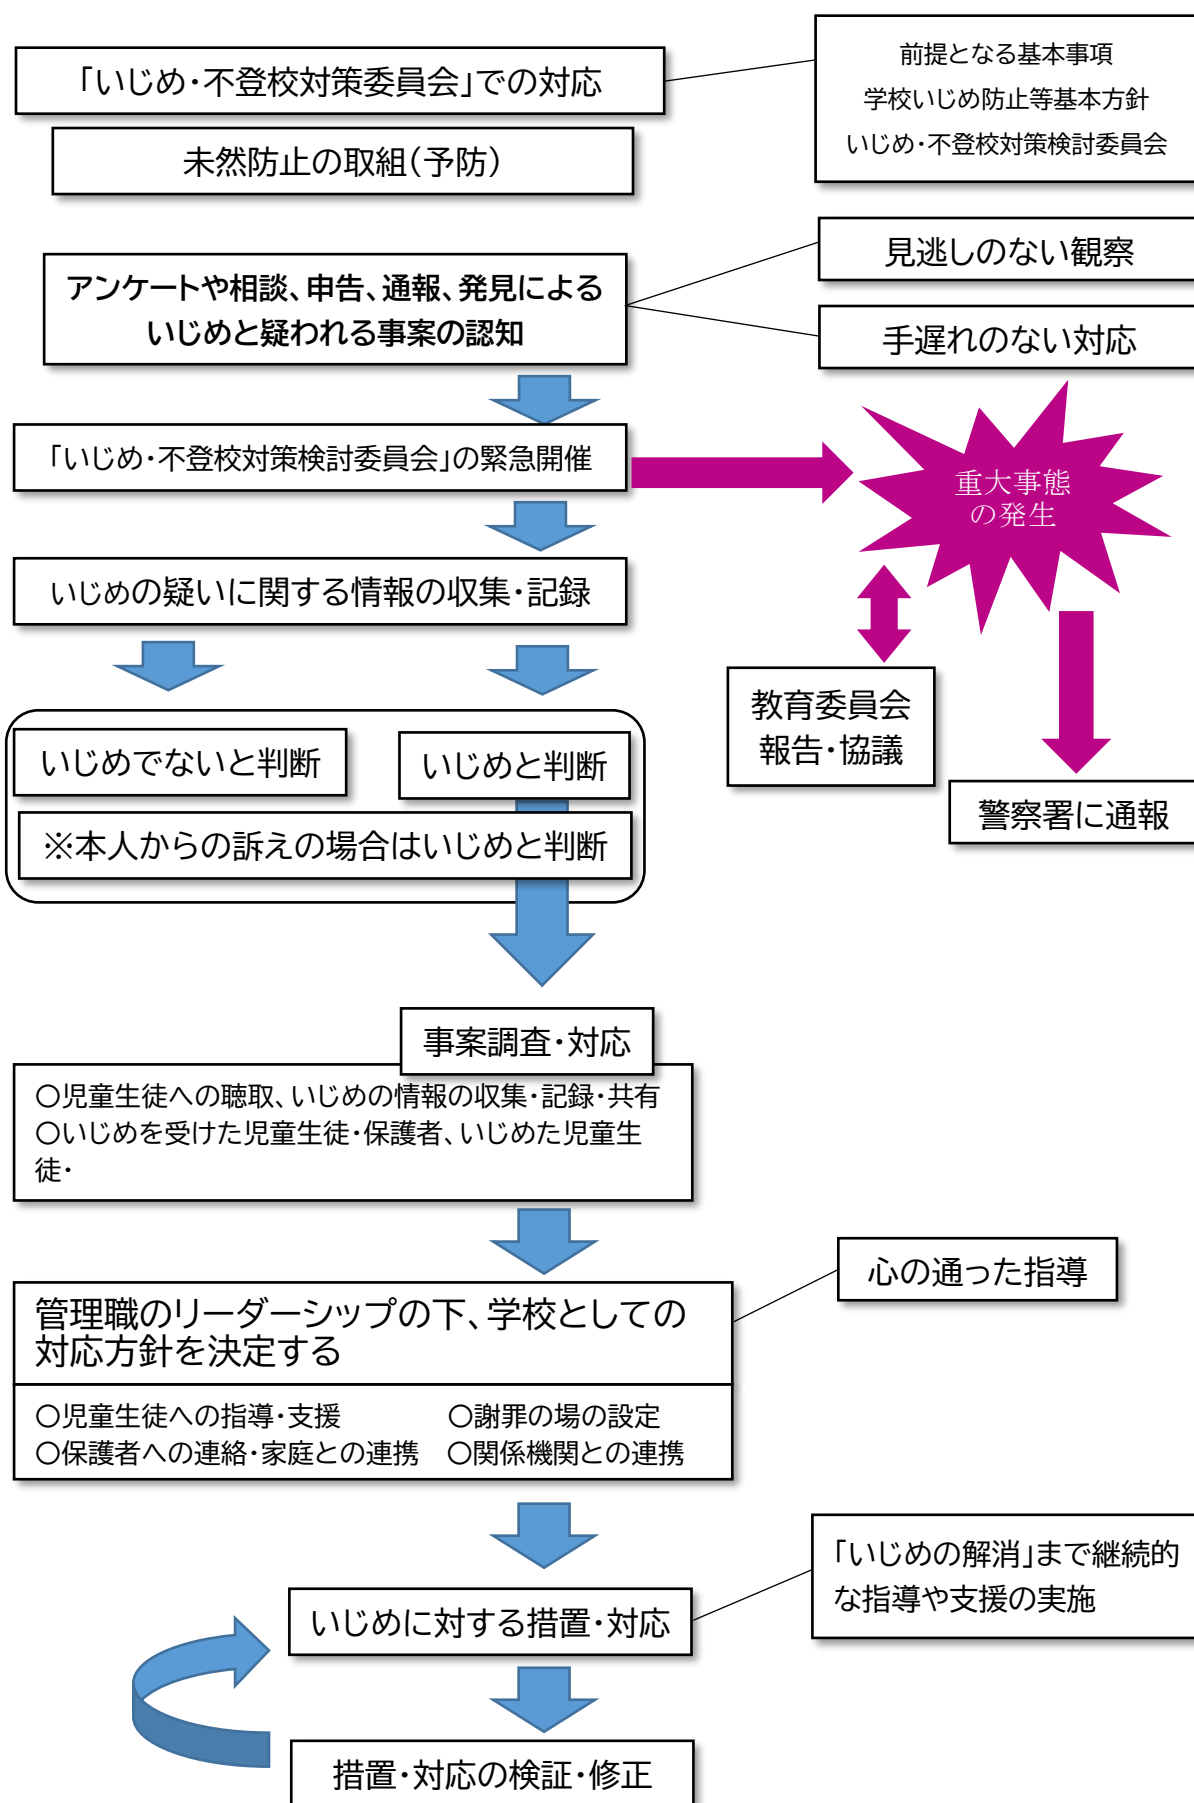 「いじめ・不登校対策委員会」での対応
前提となる基本事項
学校いじめ防止等基本方針
いじめ・不登校対策検討委員会
未然防止の取組(予防)
アンケートや相談、申告、通報、発見による
いじめと疑われる事案の認知
見逃しのない観察
手遅れのない対応
「いじめ・不登校対策検討委員会」の緊急開催
重大事態
の発生
いじめの疑いに関する情報の収集・記録
教育委員会
報告・協議
警察署に通報
いじめでないと判断
いじめと判断
※本人からの訴えの場合はいじめと判断
事案調査・対応
○児童生徒への聴取、いじめの情報の収集・記録・共有
○いじめを受けた児童生徒・保護者、いじめた児童生
徒・
管理職のリーダーシップの下、学校としての
対応方針を決定する
心の通った指導
○児童生徒への指導・支援 ○謝罪の場の設定
○保護者への連絡・家庭との連携 ○関係機関との連携
いじめに対する措置・対応
「いじめの解消」まで継続的
な指導や支援の実施
措置・対応の検証・修正